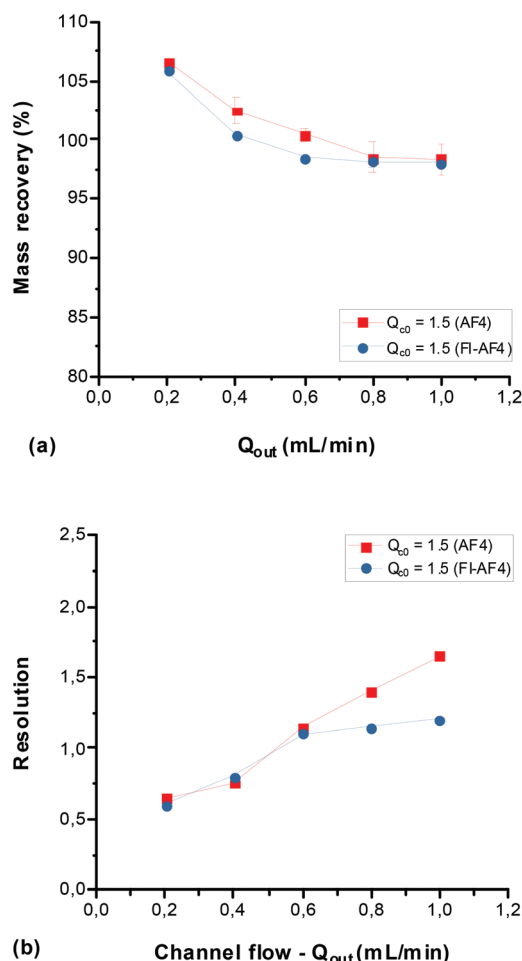 110
105
100
95
90
85
80
Mass recovery (%)
Q_c0 = 1.5 (AF4)
Q_c0 = 1.5 (FI-AF4)
0,0 0,2 0,4 0,6 0,8 1,0 1,2
(a) Q_out (mL/min)
2,5
2,0
1,5
1,0
0,5
0,0
Resolution
Q_c0 = 1.5 (AF4)
Q_c0 = 1.5 (FI-AF4)
0,0 0,2 0,4 0,6 0,8 1,0 1,2
(b) Channel flow - Q_out (mL/min)